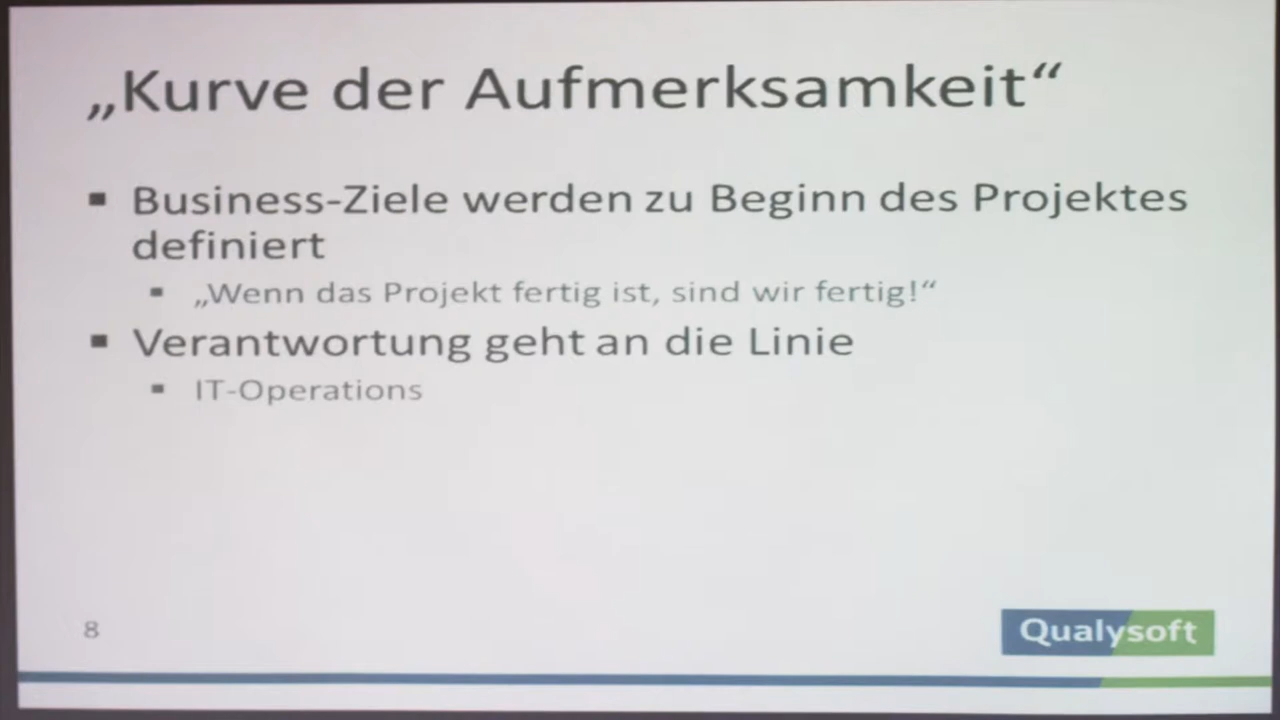 „Kurve der Aufmerksamkeit“
▪ Business-Ziele werden zu Beginn des Projektes
definiert
▪ „Wenn das Projekt fertig ist, sind wir fertig!“
▪ Verantwortung geht an die Linie
▪ IT-Operations
8
Qualysoft